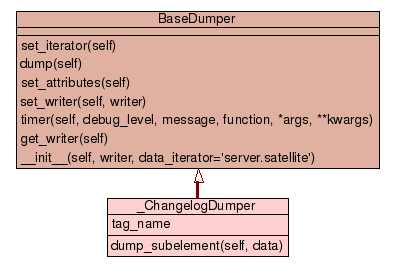 BaseDumper
set_iterator(self)
dump(self)
set_attributes(self)
set_writer(self, writer)
timer(self, debug_level, message, function, *args, **kwargs)
get_writer(self)
__init__(self, writer, data_iterator='server.satellite')
_ChangelogDumper
tag_name
dump_subelement(self, data)